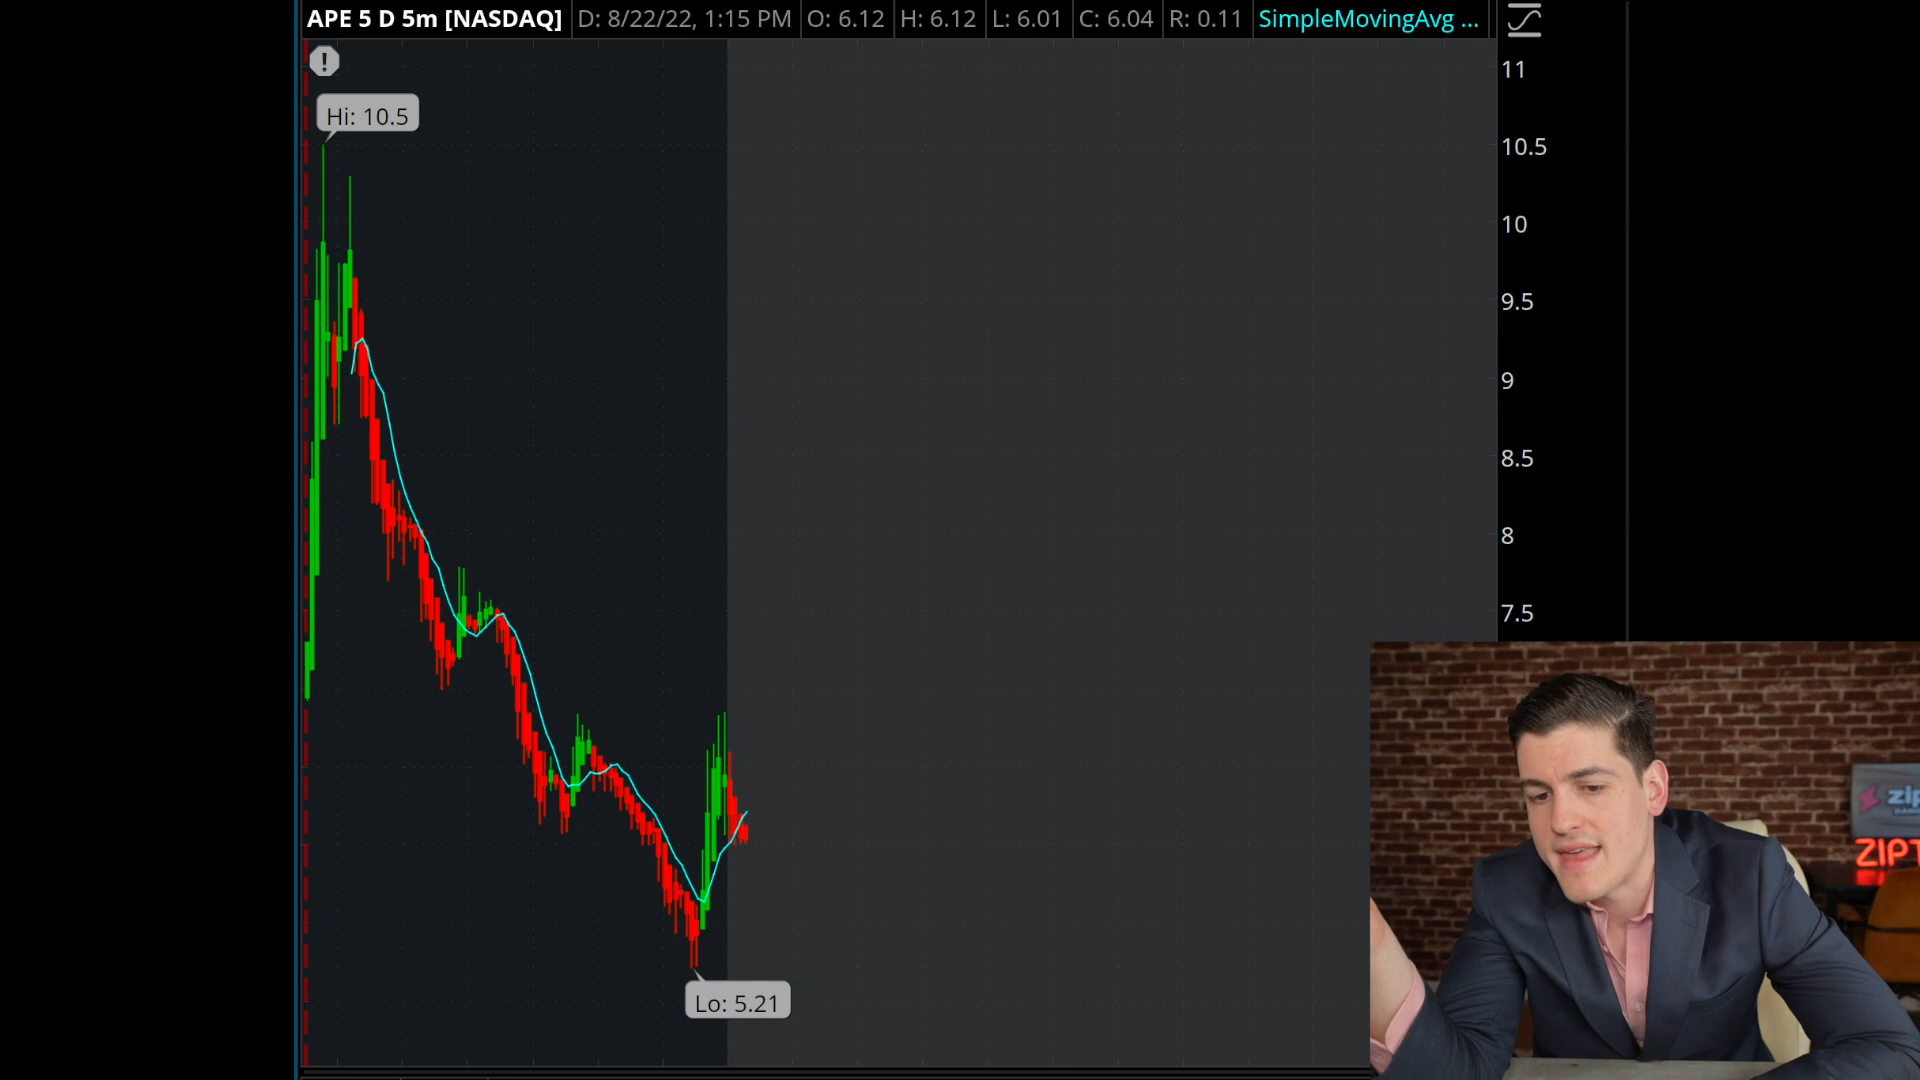 APE 5 D 5m [NASDAQ] D: 8/22/22, 1:15 PM O: 6.12 H: 6.12 L: 6.01 C: 6.04 R: 0.11 SimpleMovingAvg ...
!
Hi: 10.5
11
10.5
10
9.5
9
8.5
8
7.5
Lo: 5.21
zip
ZIPT